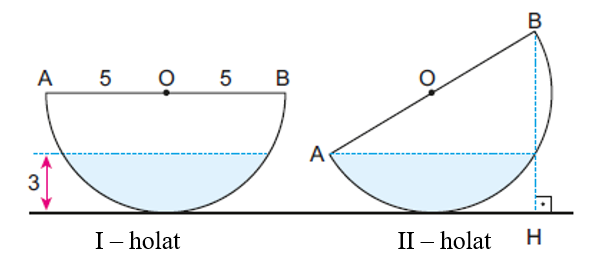 A 5 O 5 B
3
I – holat
B
O
A
H
II – holat